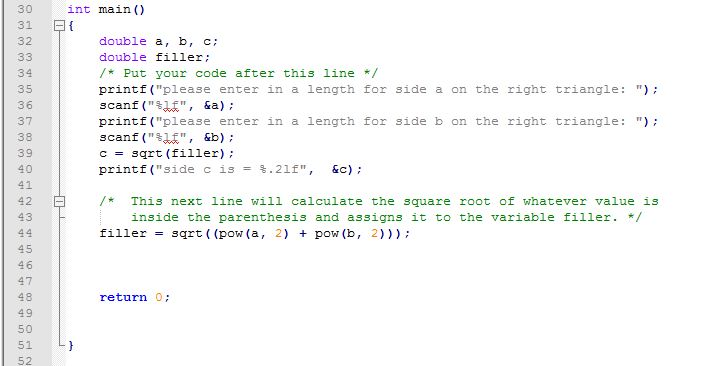 30 int main()
31 {
32 double a, b, c;
33 double filler;
34 /* Put your code after this line */
35 printf("please enter in a length for side a on the right triangle: ");
36 scanf("%lf", &a);
37 printf("please enter in a length for side b on the right triangle: ");
38 scanf("%lf", &b);
39 c = sqrt(filler);
40 printf("side c is = %.2lf", &c);
41
42 /* This next line will calculate the square root of whatever value is
43 inside the parenthesis and assigns it to the variable filler. */
44 filler = sqrt((pow(a, 2) + pow(b, 2)));
45
46
47
48 return 0;
49
50
51 }
52